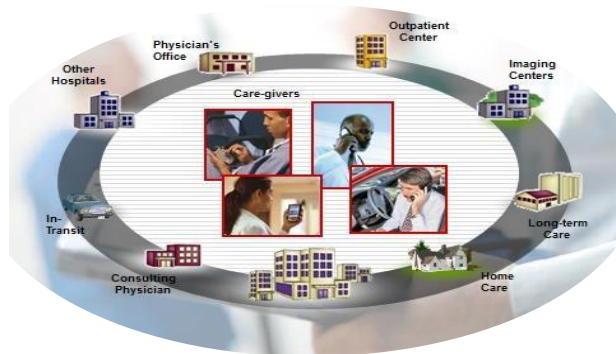 Outpatient
Center
Physician's
Office
Imaging
Centers
Other
Hospitals
Care-givers
In-
Transit
Long-term
Care
Consulting
Physician
Home
Care